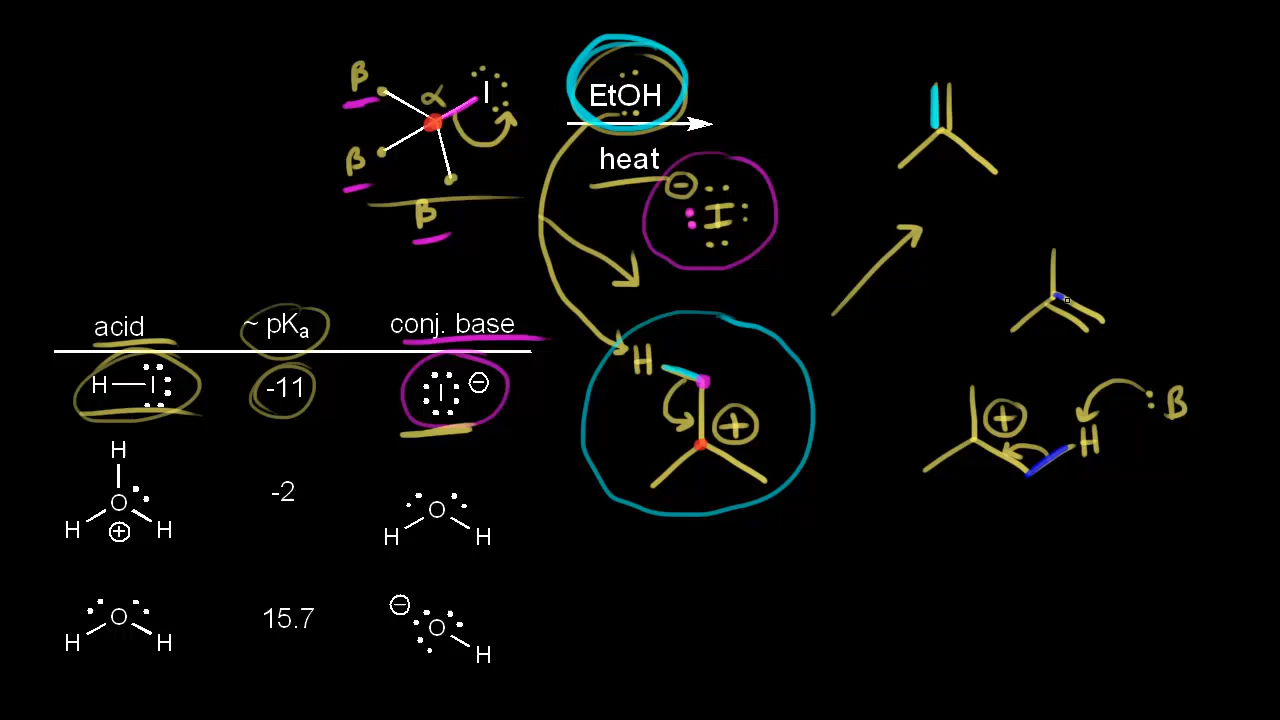 β
α
I
EtOH
β
heat
− I
β
acid
~ pKa
conj. base
H
H I
-11
I ⊖
+
+
H
B
H
-2
O
O
H
H
⊕
H
H
O
15.7
⊖
O
H
H
H